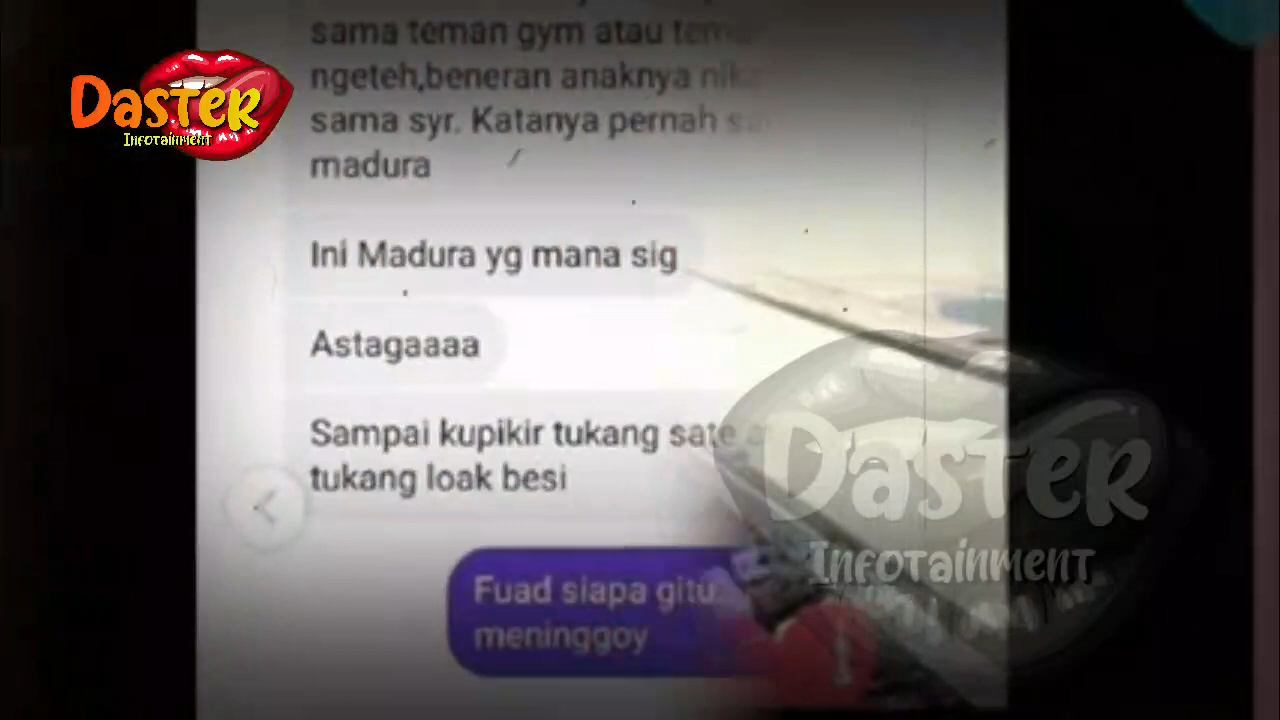 sama teman gym atau
ngeteh,beneran anaknya
sama syr. Katanya pernah
madura
Ini Madura yg mana sig
Astagaaaa
Sampai kupikir tukang sate
tukang loak besi
Fuad siapa gitu
meninggoy
DasTeR
Infotainment
DasTeR
Infotainment